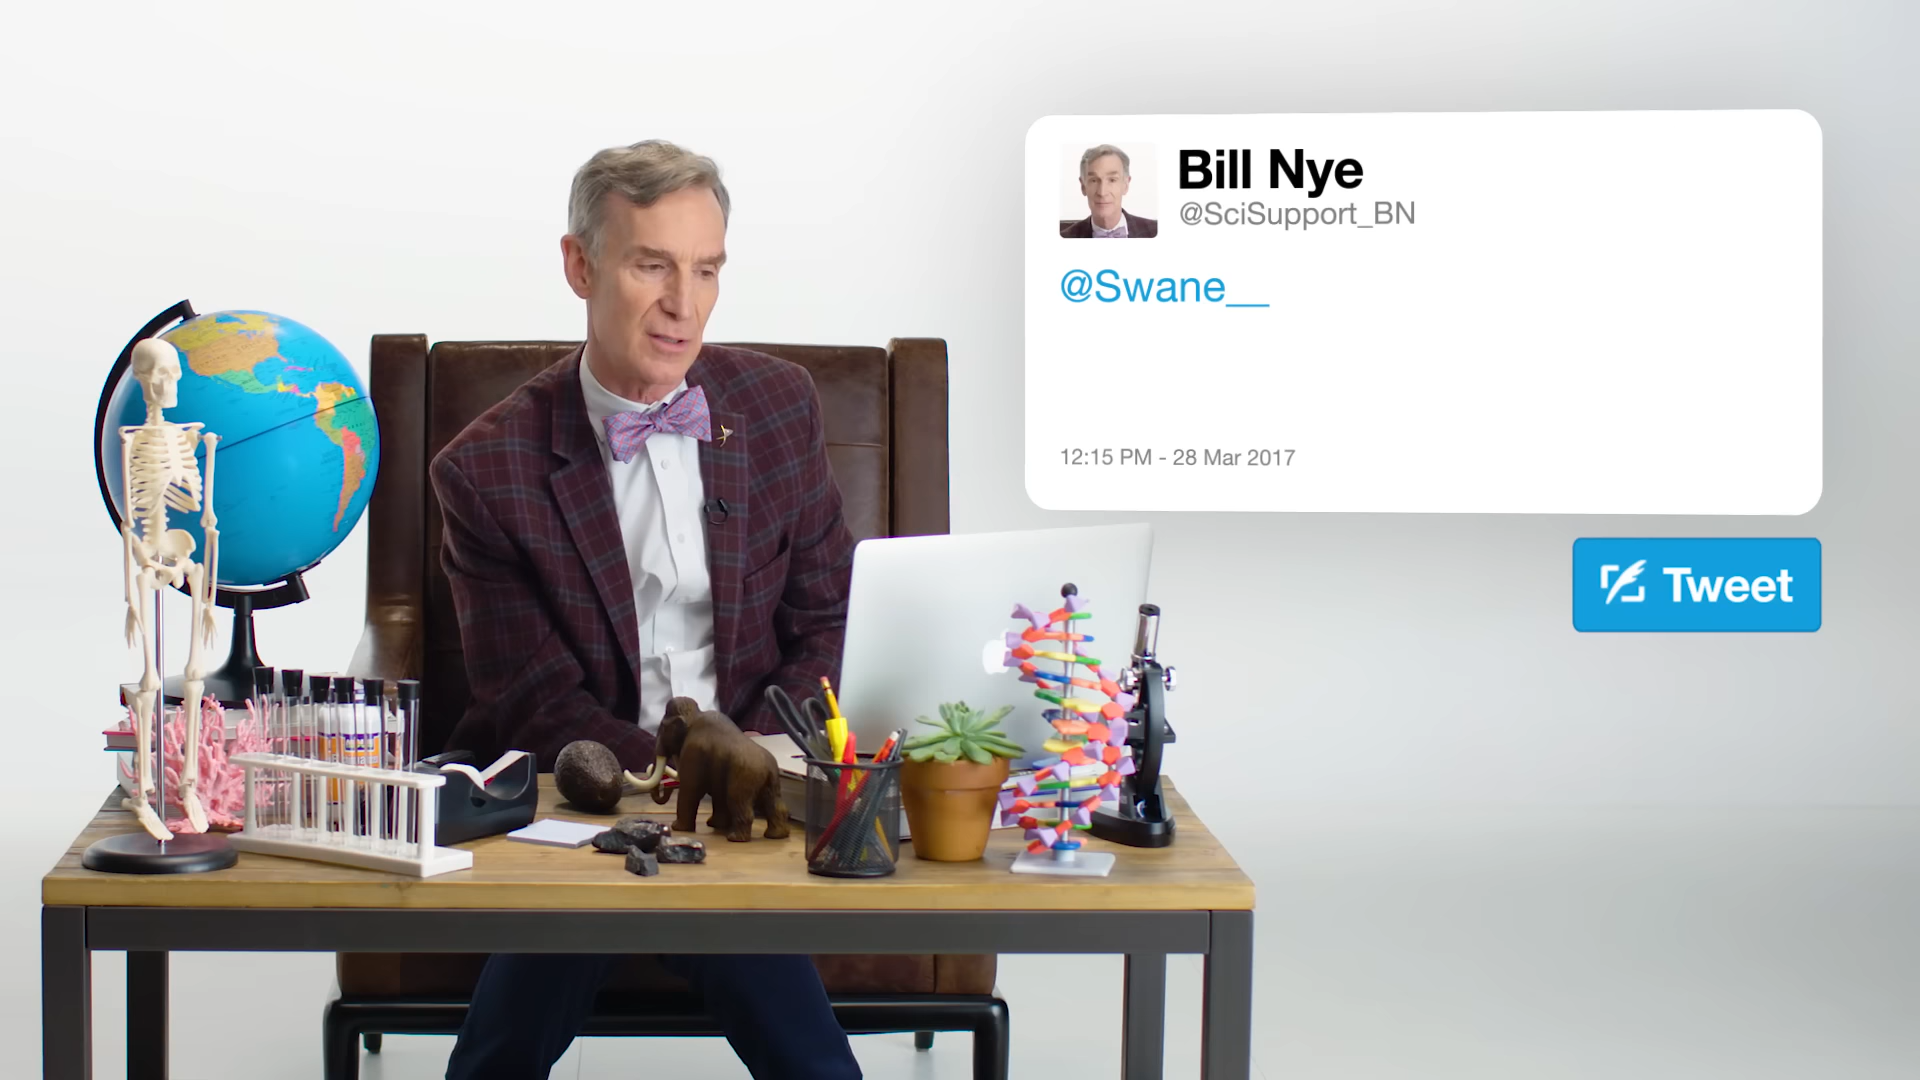 Bill Nye
@SciSupport_BN
@Swane__
12:15 PM - 28 Mar 2017
Tweet